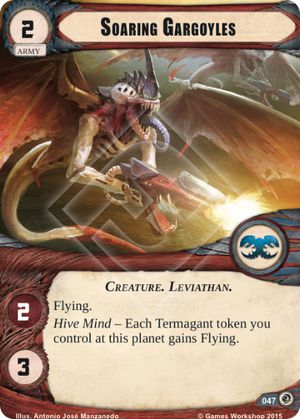 2
ARMY
Soaring Gargoyles
Creature. Leviathan.
2
Flying.
Hive Mind – Each Termagant token you
control at this planet gains Flying.
3
047
Illus. Antonio José Manzanedo
© Games Workshop 2015